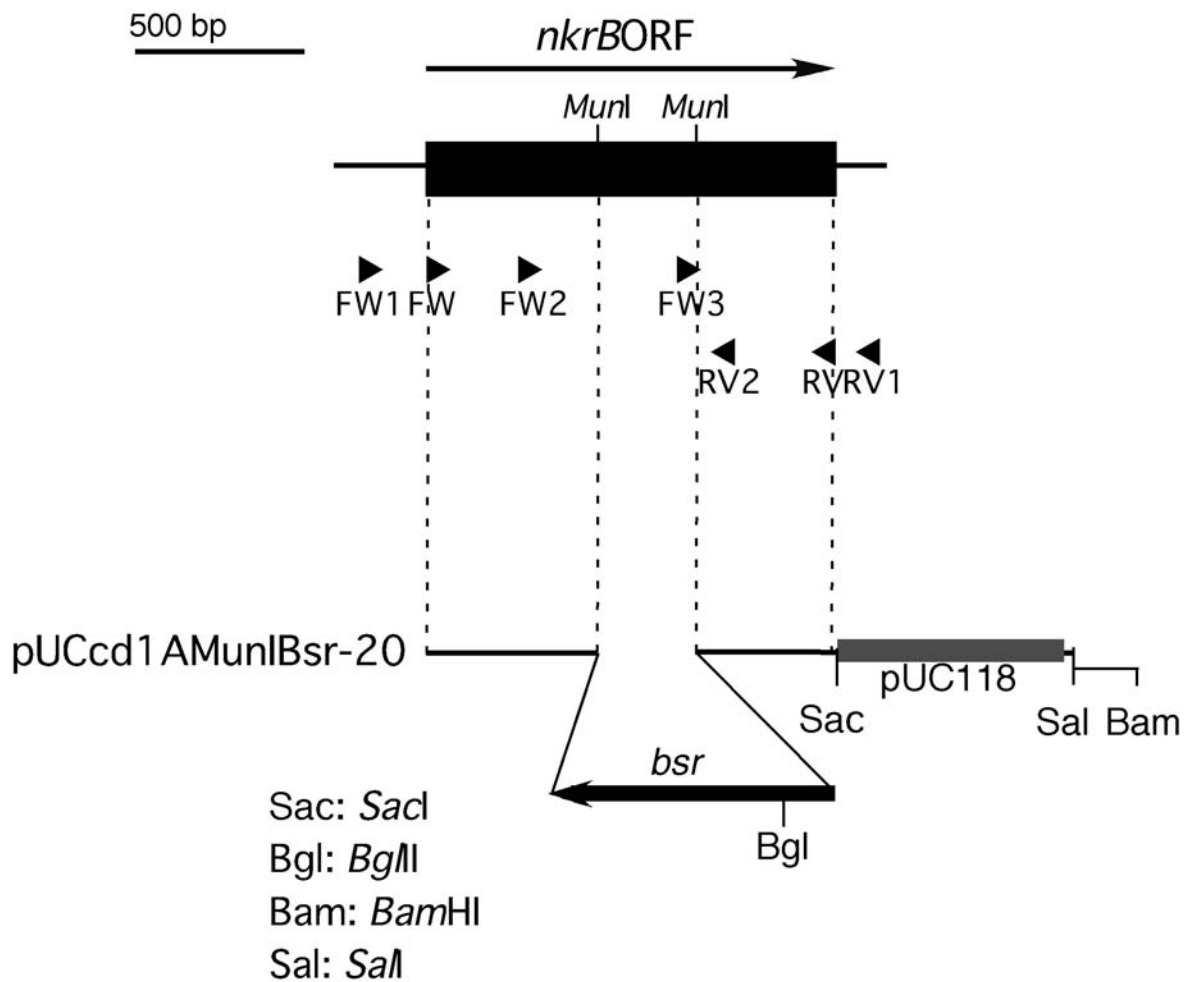 500 bp
nkrBORF
MunI MunI
FW1 FW FW2 FW3
RV2 RV RV1
pUCcd1AMunIBsr-20
pUC118
Sac Sal Bam
bsr
Bgl
Sac: SacI
Bgl: BglII
Bam: BamHI
Sal: SalI